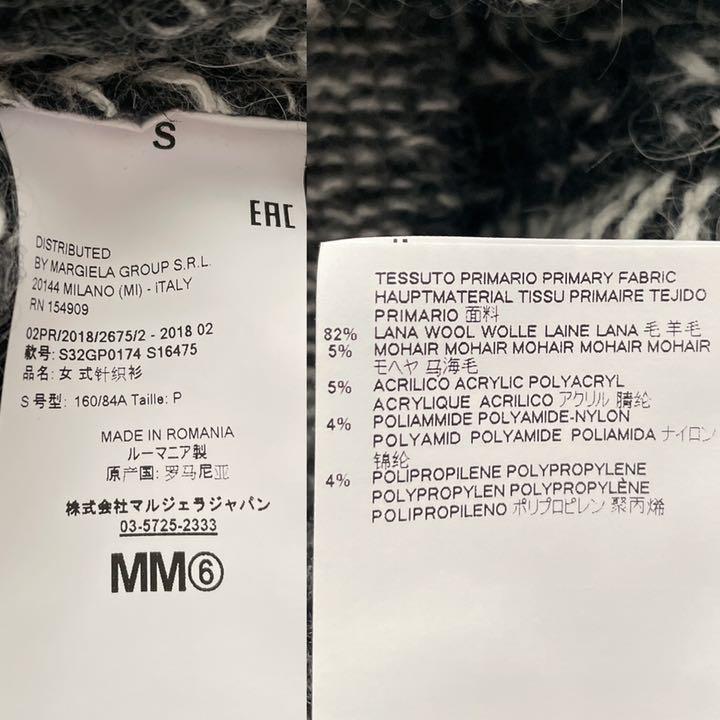 S
EAC
DISTRIBUTED
BY MARGIELA GROUP S.R.L.
20144 MILANO (MI) - iTALY
RN 154909
02PR/2018/2675/2 - 2018 02
款号: S32GP0174 S16475
品名: 女 式针织衫
S 号型: 160/84A Taille: P
MADE IN ROMANIA
ルーマニア製
原产国: 罗马尼亚
株式会社マルジェラジャパン
03-5725-2333
MM⑥
TESSUTO PRIMARIO PRIMARY FABRIC
HAUPTMATERIAL TISSU PRIMAIRE TEJIDO
PRIMARIO 面料
82% LANA WOOL WOLLE LAINE LANA 毛 羊毛
5% MOHAIR MOHAIR MOHAIR MOHAIR MOHAIR
モヘヤ 马海毛
5% ACRILICO ACRYLIC POLYACRYL
ACRYLIQUE ACRILICO アクリル 腈纶
4% POLIAMMIDE POLYAMIDE-NYLON
POLYAMID POLYAMIDE POLIAMIDA ナイロン
锦纶
4% POLIPROPILENE POLYPROPYLENE
POLYPROPYLEN POLYPROPYLÈNE
POLIPROPILENO ポリプロピレン 聚丙烯